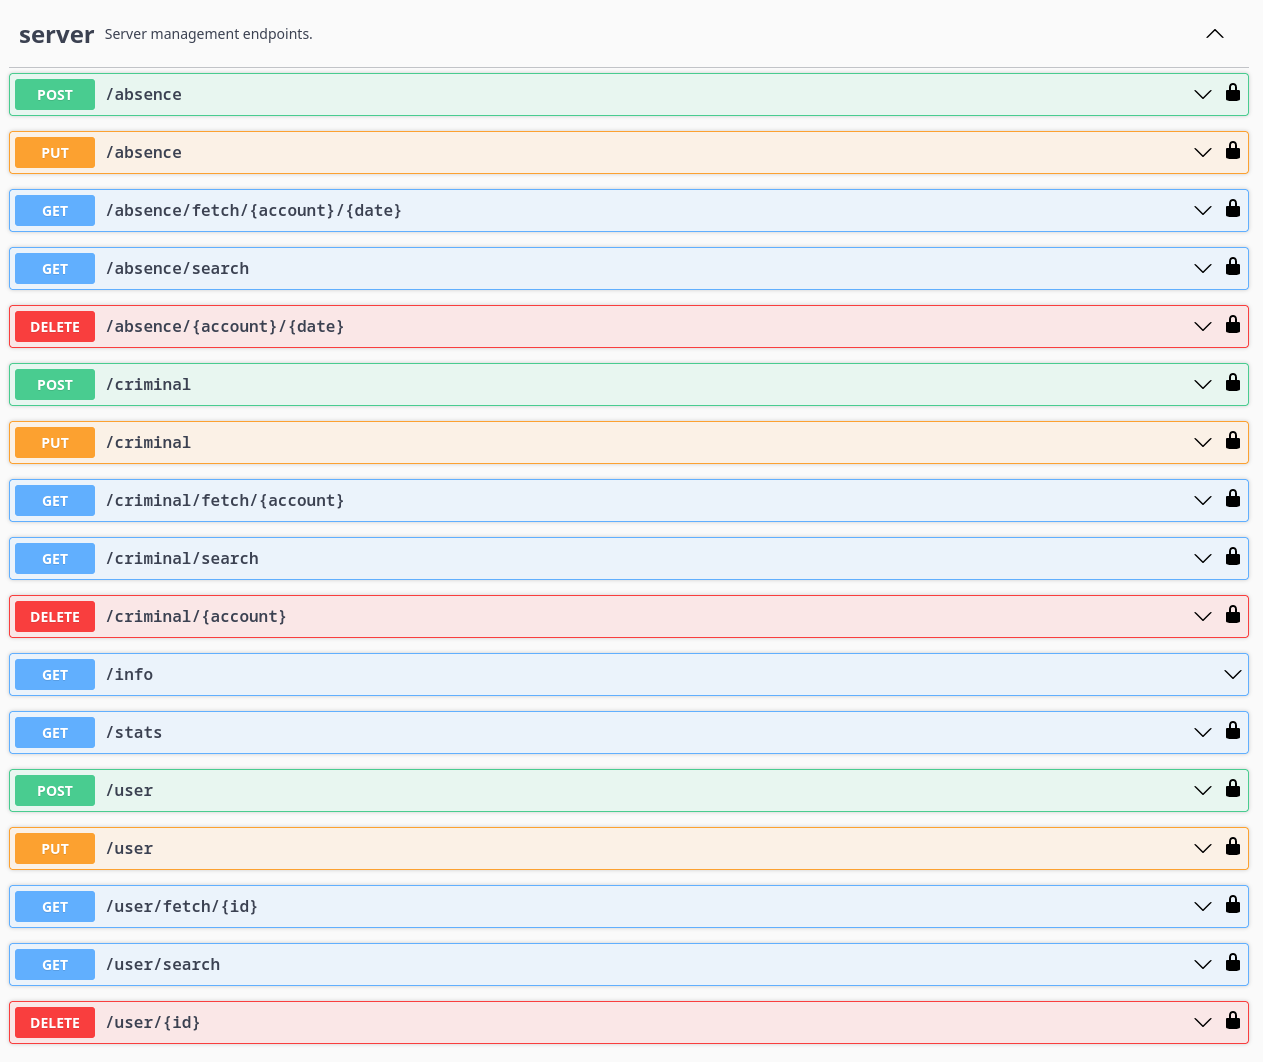 server Server management endpoints.
POST /absence
PUT /absence
GET /absence/fetch/{account}/{date}
GET /absence/search
DELETE /absence/{account}/{date}
POST /criminal
PUT /criminal
GET /criminal/fetch/{account}
GET /criminal/search
DELETE /criminal/{account}
GET /info
GET /stats
POST /user
PUT /user
GET /user/fetch/{id}
GET /user/search
DELETE /user/{id}